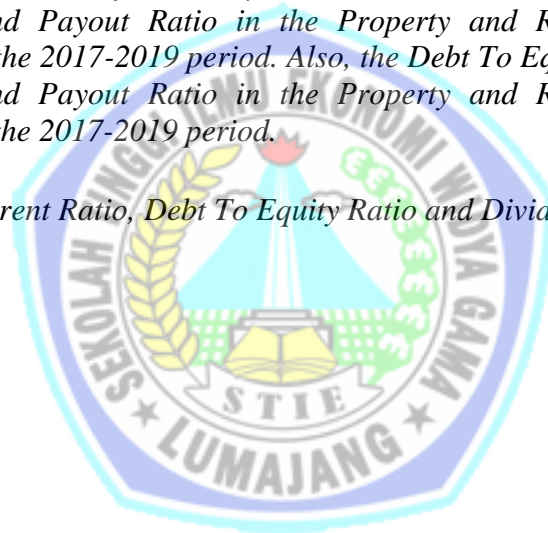 nd Payout Ratio in the Property and R
the 2017-2019 period. Also, the Debt To Eq
nd Payout Ratio in the Property and R
the 2017-2019 period.
rent Ratio, Debt To Equity Ratio and Divid
SEKOLAH TINGGI ILMU EKONOMI WIDYA GAMA
STIE
LUMAJANG